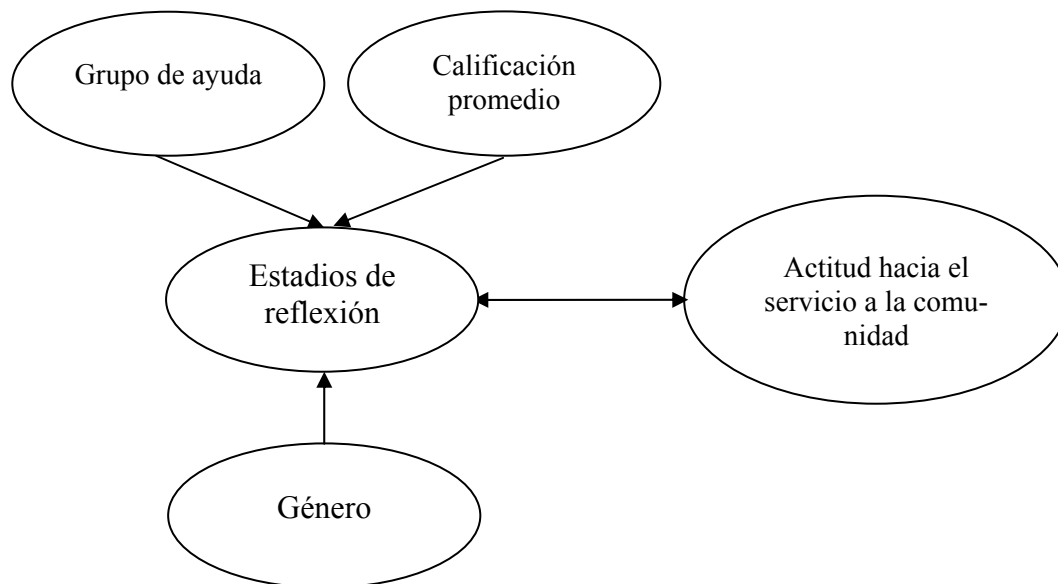 Grupo de ayuda
Calificación
promedio
Estadios de
reflexión
Actitud hacia el
servicio a la comu-
nidad
Género